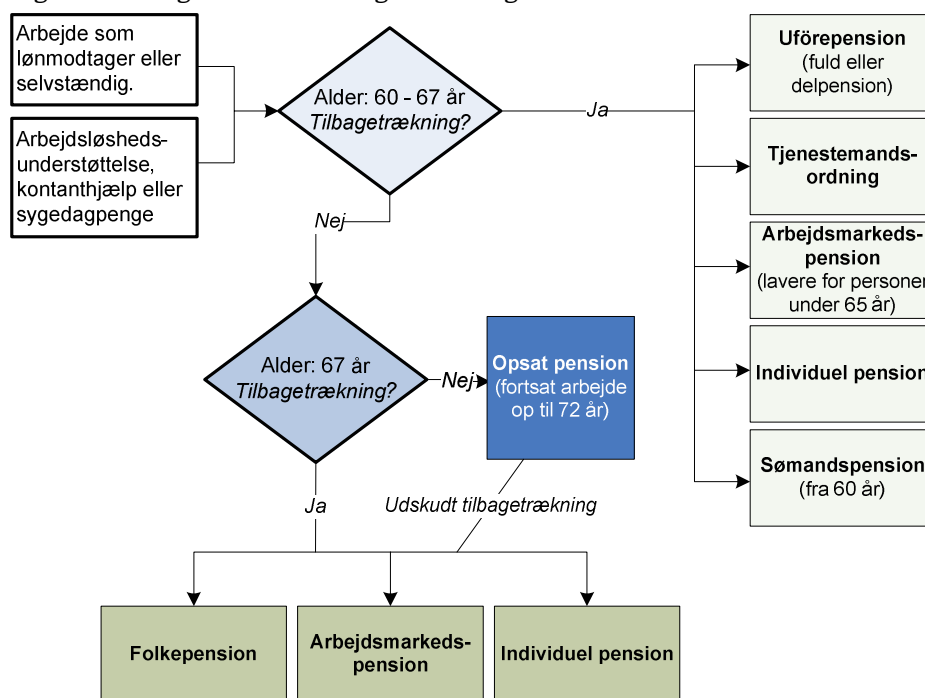 Arbejde som
lønmodtager eller
selvstændig.
Arbejdsløsheds-
understøttelse,
kontanthjælp eller
sygedagpenge
Alder: 60 - 67 år
Tilbagetrækning?
Ja
Nej
Uförepension
(fuld eller
delpension)
Tjenestemands-
ordning
Arbejdsmarkeds-
pension
(lavere for personer
under 65 år)
Individuel pension
Sømandspension
(fra 60 år)
Alder: 67 år
Tilbagetrækning?
Nej
Opsat pension
(fortsat arbejde
op til 72 år)
Ja
Udskudt tilbagetrækning
Folkepension
Arbejdsmarkeds-
pension
Individuel pension